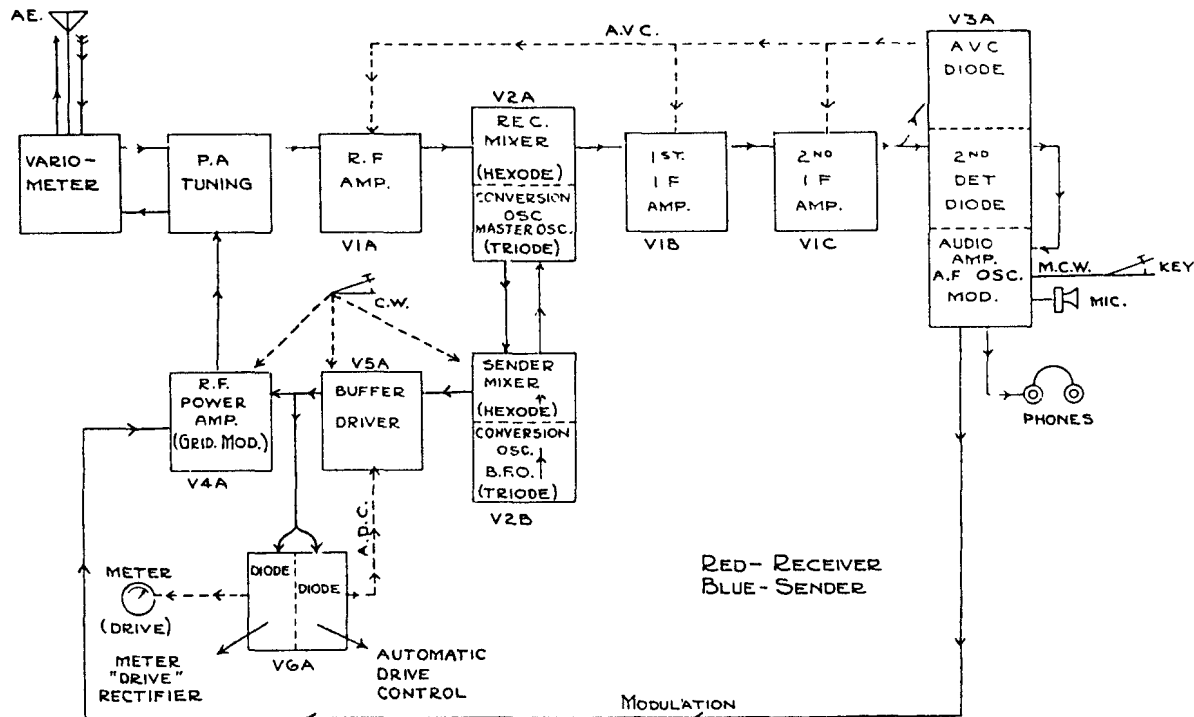 AE.
VARIO-
METER
P.A
TUNING
R.F
AMP.
V1A
A.V.C.
V2A
REC.
MIXER
(HEXODE)
CONVERSION
OSC
MASTER OSC.
(TRIODE)
1ST.
I F
AMP.
V1B
2ND
I F
AMP.
V1C
V3A
A V C
DIODE
2ND
DET
DIODE
AUDIO
AMP.
A.F OSC.
MOD.
M.C.W.
KEY
MIC.
PHONES
C.W.
R.F.
POWER
AMP.
(GRID. MOD.)
V4A
V5A
BUFFER
DRIVER
SENDER
MIXER
(HEXODE)
CONVERSION
OSC.
B.F.O.
(TRIODE)
V2B
A.D.C.
METER
(DRIVE)
DIODE
DIODE
V6A
METER
"DRIVE"
RECTIFIER
AUTOMATIC
DRIVE
CONTROL
RED- RECEIVER
BLUE- SENDER
MODULATION